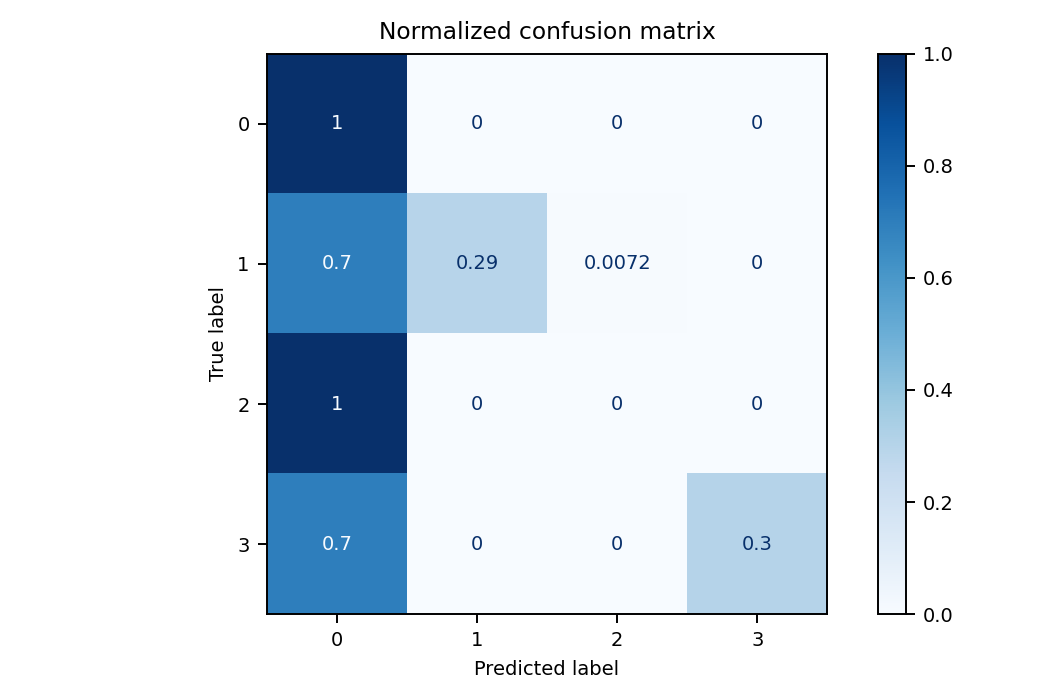 Normalized confusion matrix
1 0 0 0
0.7 0.29 0.0072 0
1 0 0 0
0.7 0 0 0.3
0
1
2
3
True label
0 1 2 3
Predicted label
1.0
0.8
0.6
0.4
0.2
0.0